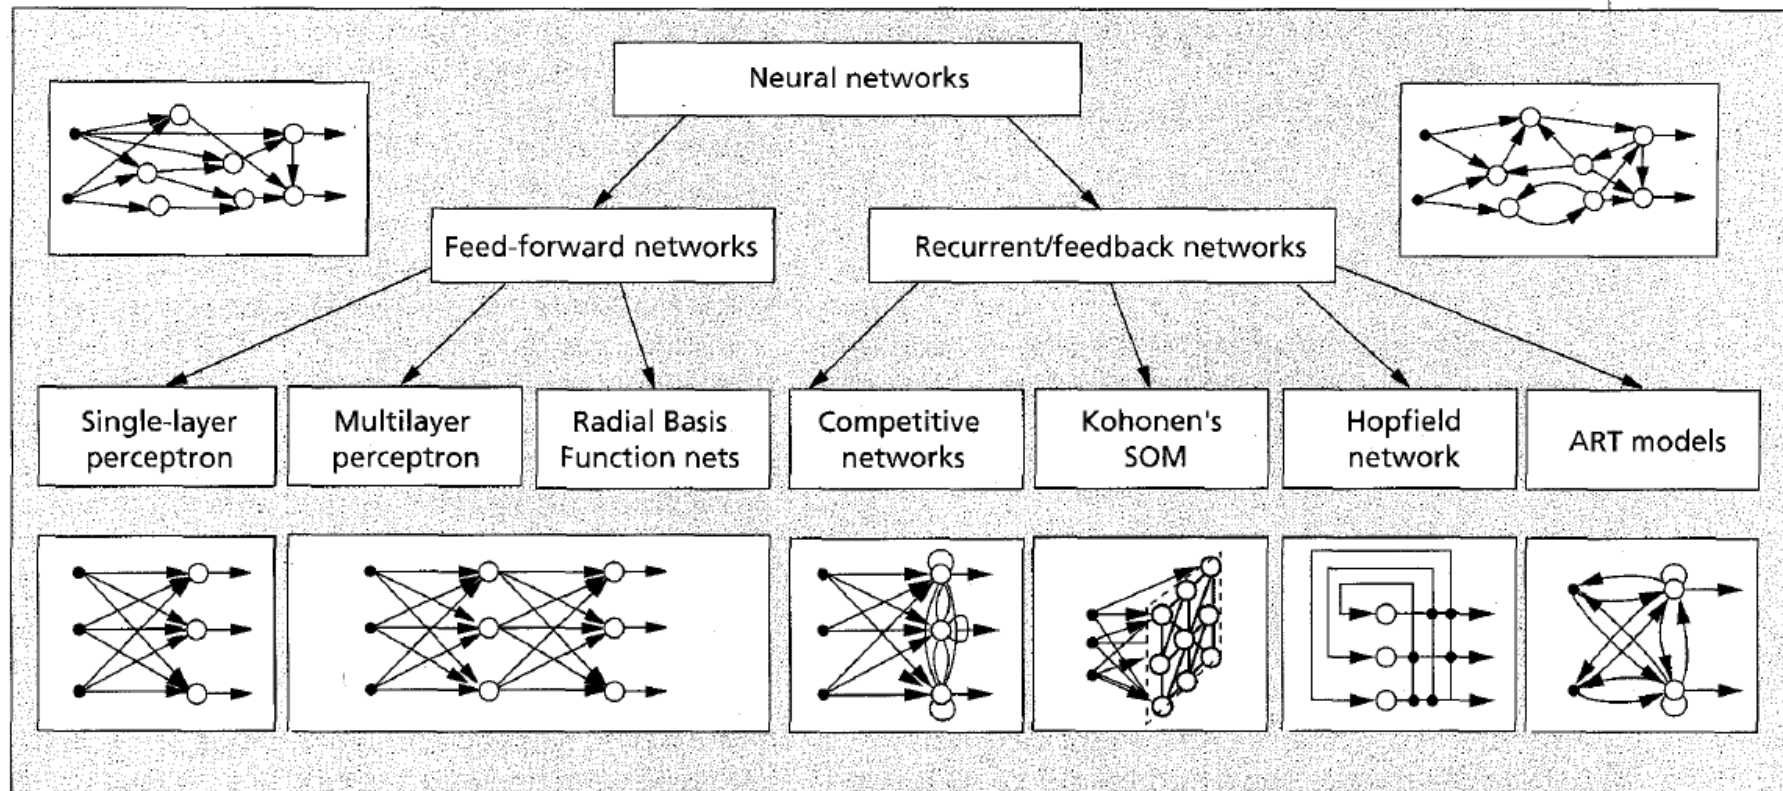 Neural networks
Feed-forward networks
Recurrent/feedback networks
Single-layer
perceptron
Multilayer
perceptron
Radial Basis
Function nets
Competitive
networks
Kohonen's
SOM
Hopfield
network
ART models